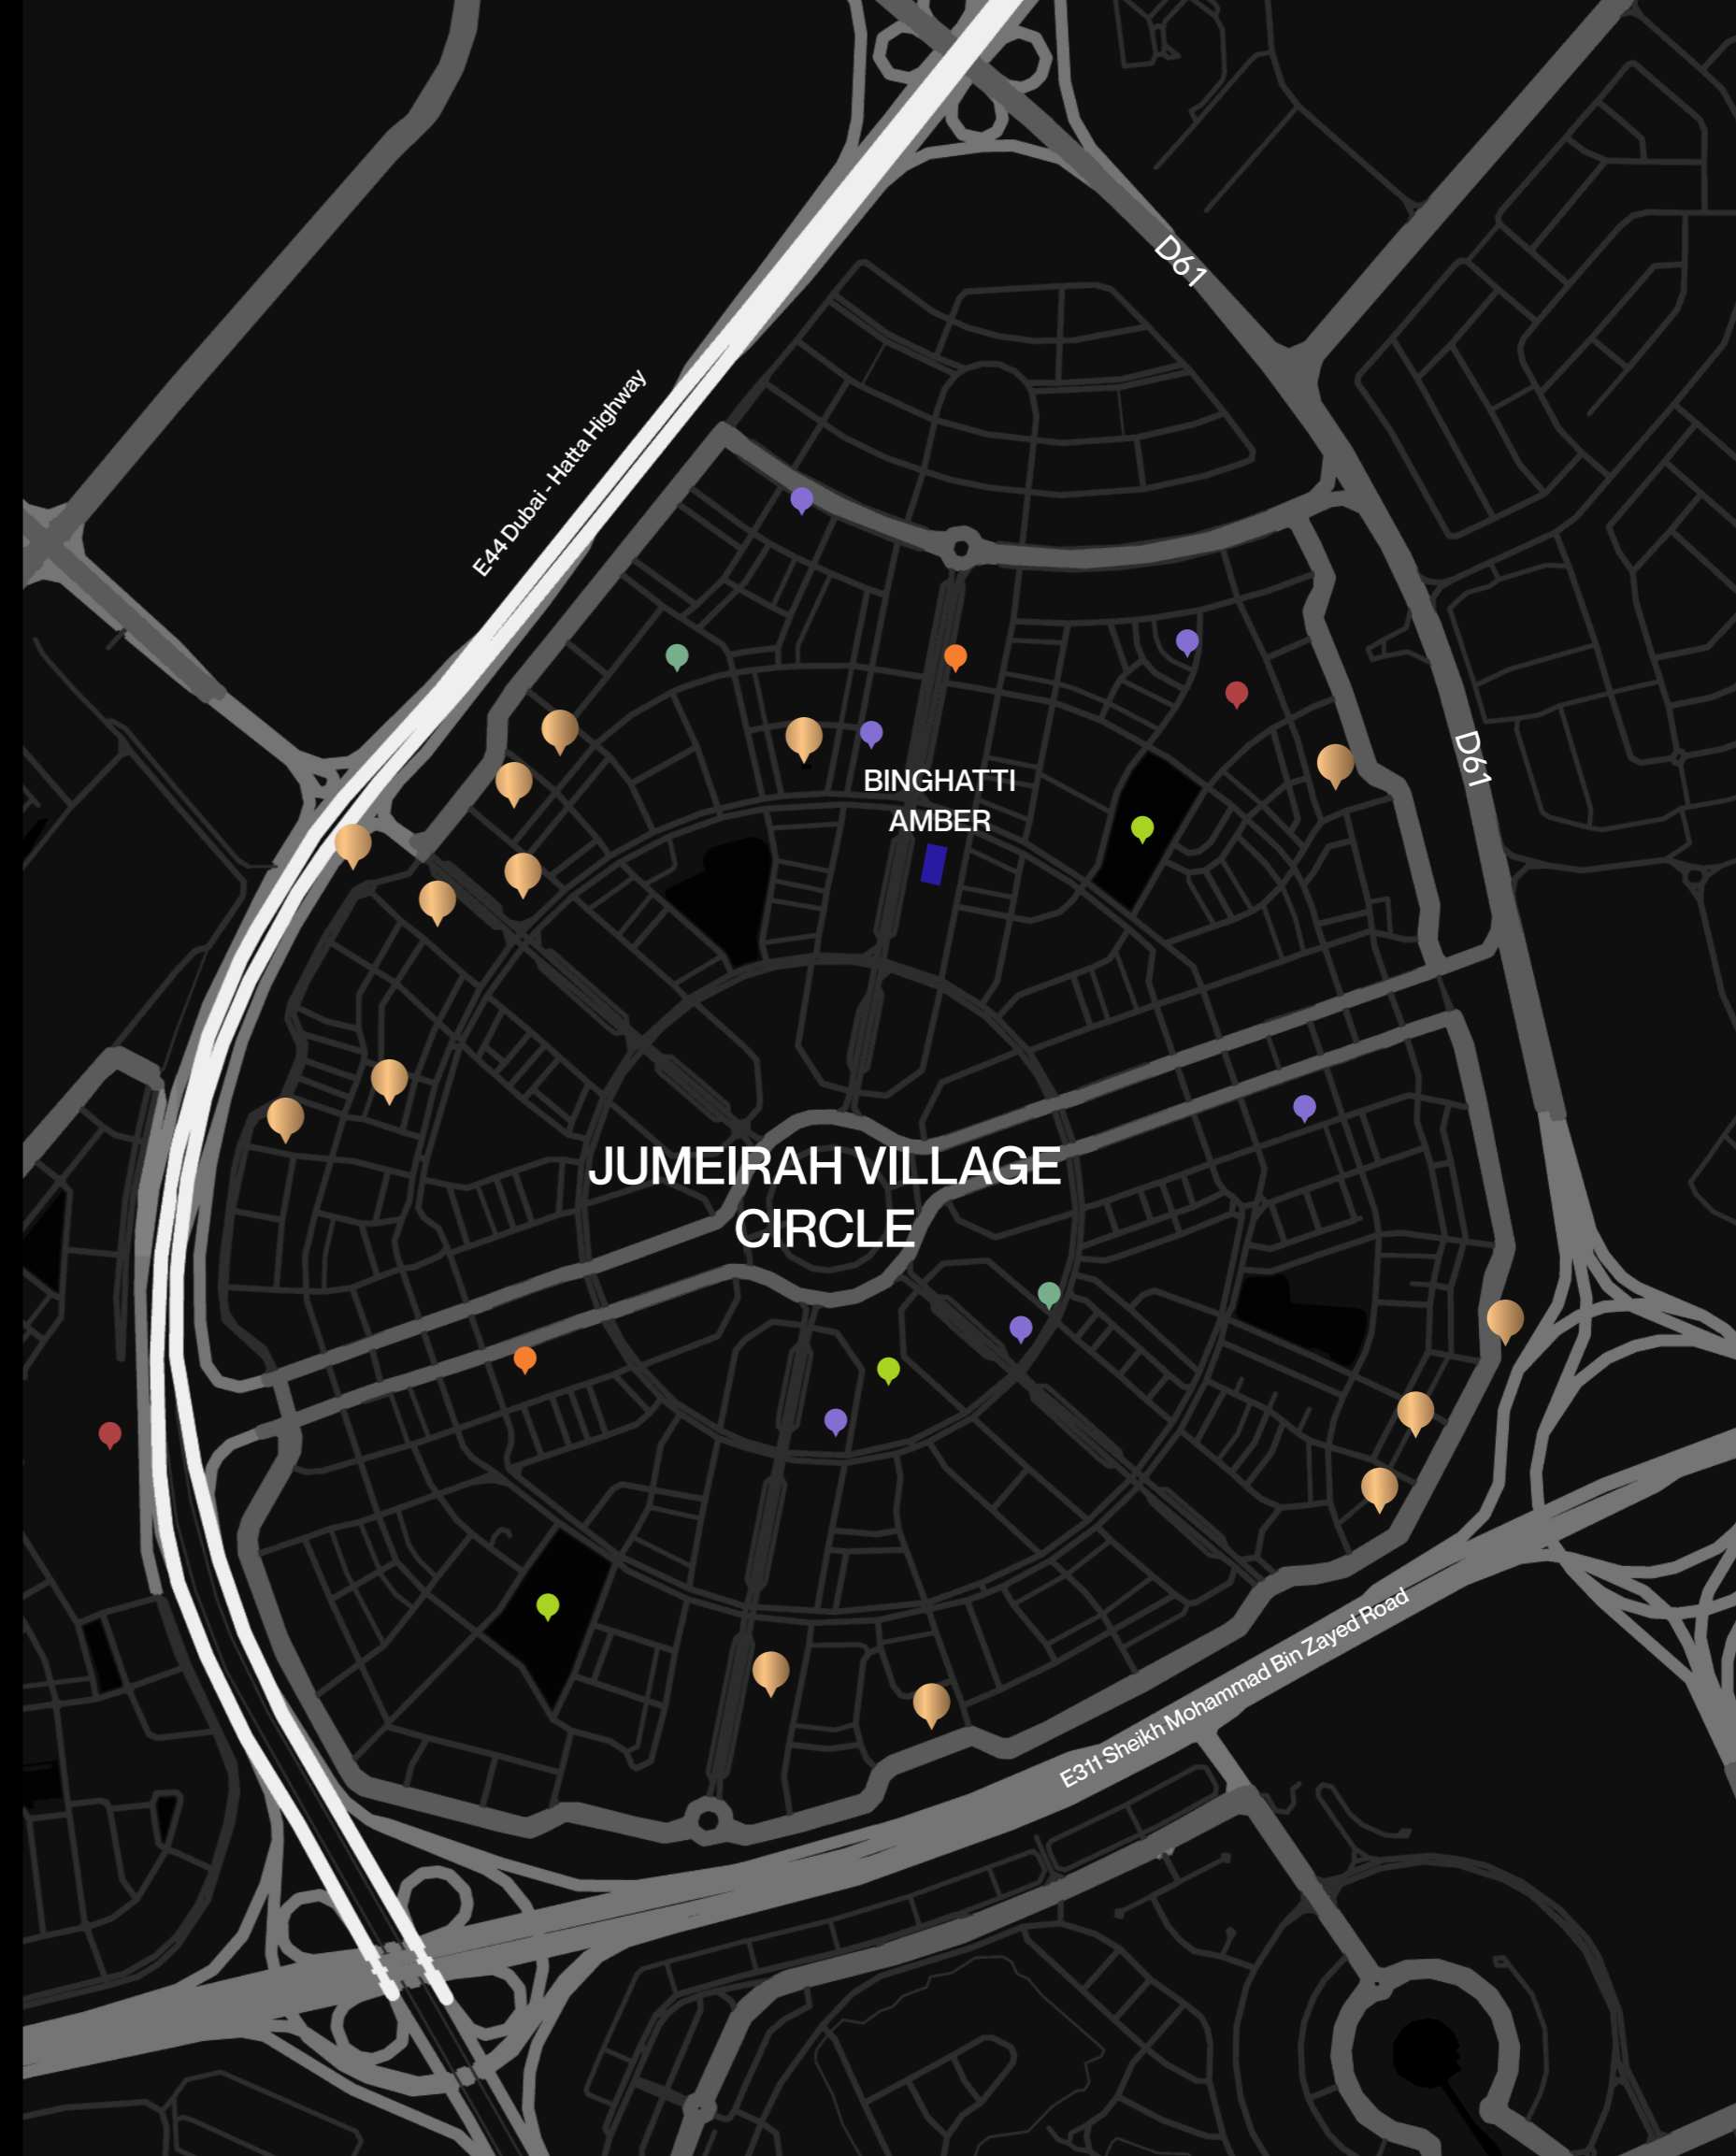 D61
E44 Dubai - Hatta Highway
D61
BINGHATTI
AMBER
JUMEIRAH VILLAGE
CIRCLE
E311 Sheikh Mohammad Bin Zayed Road